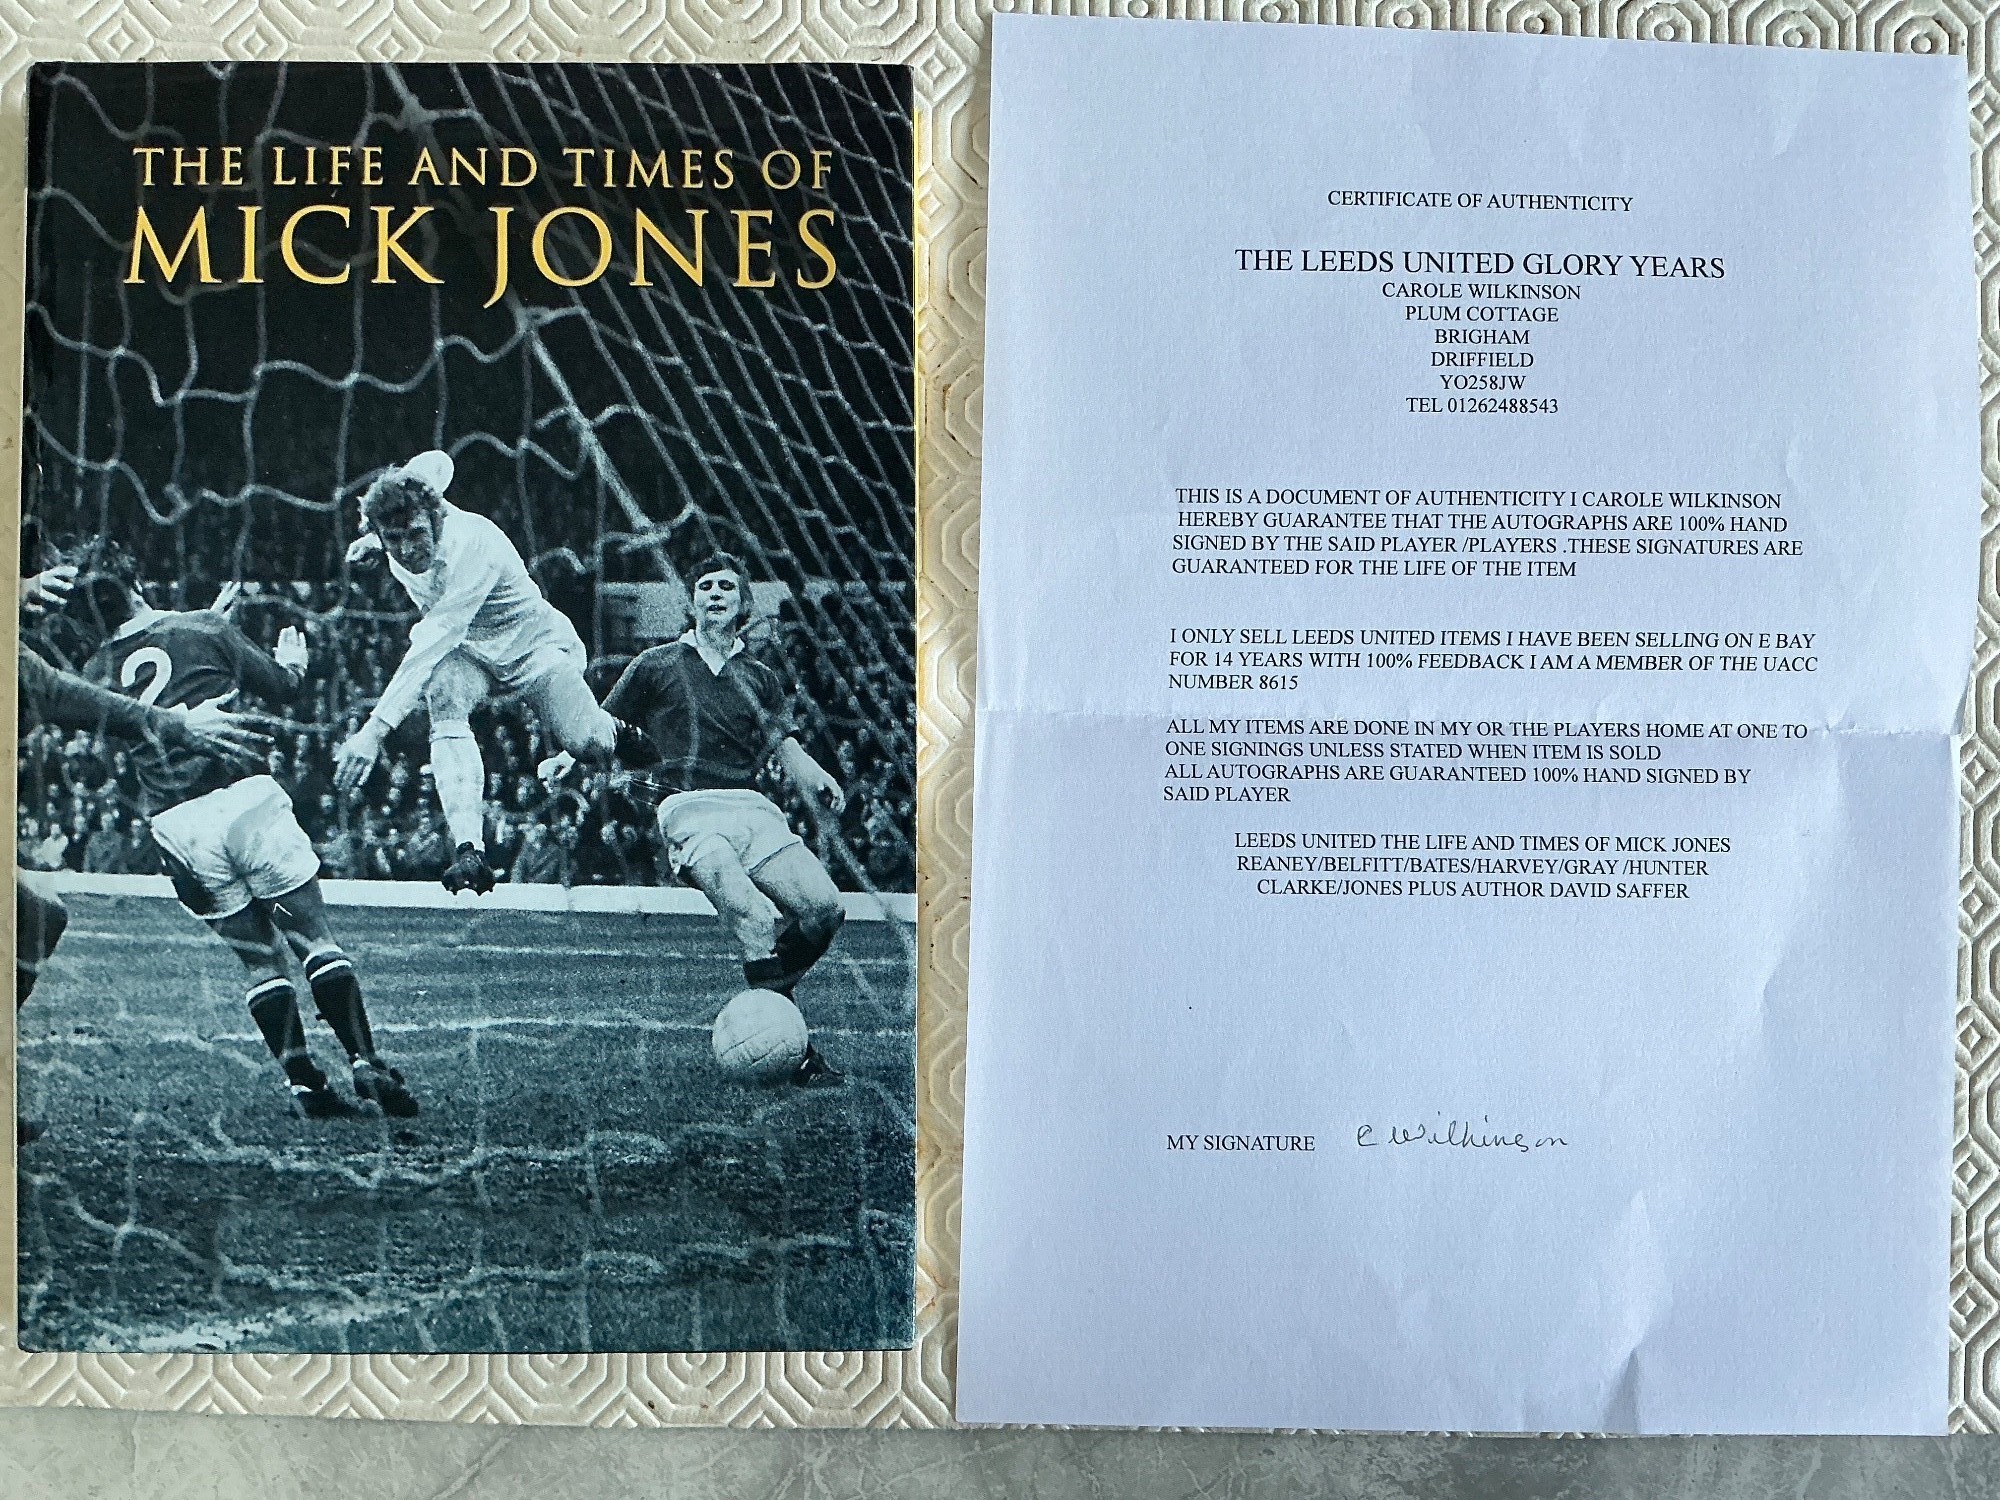 THE LIFE AND TIMES OF
MICK JONES
2
CERTIFICATE OF AUTHENTICITY
THE LEEDS UNITED GLORY YEARS
CAROLE WILKINSON
PLUM COTTAGE
BRIGHAM
DRIFFIELD
YO258JW
TEL 01262488543
THIS IS A DOCUMENT OF AUTHENTICITY I CAROLE WILKINSON
HEREBY GUARANTEE THAT THE AUTOGRAPHS ARE 100% HAND
SIGNED BY THE SAID PLAYER /PLAYERS .THESE SIGNATURES ARE
GUARANTEED FOR THE LIFE OF THE ITEM
I ONLY SELL LEEDS UNITED ITEMS I HAVE BEEN SELLING ON E BAY
FOR 14 YEARS WITH 100% FEEDBACK I AM A MEMBER OF THE UACC
NUMBER 8615
ALL MY ITEMS ARE DONE IN MY OR THE PLAYERS HOME AT ONE TO
ONE SIGNINGS UNLESS STATED WHEN ITEM IS SOLD
ALL AUTOGRAPHS ARE GUARANTEED 100% HAND SIGNED BY
SAID PLAYER
LEEDS UNITED THE LIFE AND TIMES OF MICK JONES
REANEY/BELFITT/BATES/HARVEY/GRAY /HUNTER
CLARKE/JONES PLUS AUTHOR DAVID SAFFER
MY SIGNATURE C Wilkinson